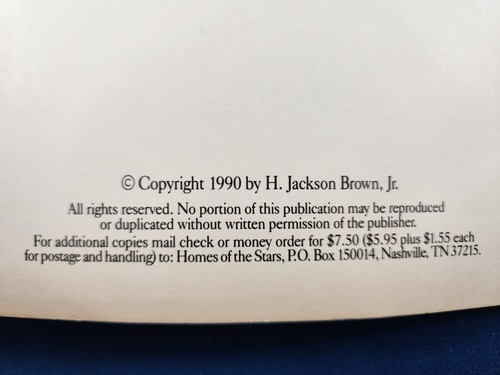 © Copyright 1990 by H. Jackson Brown, Jr.
All rights reserved. No portion of this publication may be reproduced
or duplicated without written permission of the publisher.
For additional copies mail check or money order for $7.50 ($5.95 plus $1.55 each
for postage and handling) to: Homes of the Stars, P.O. Box 150014, Nashville, TN 37215.